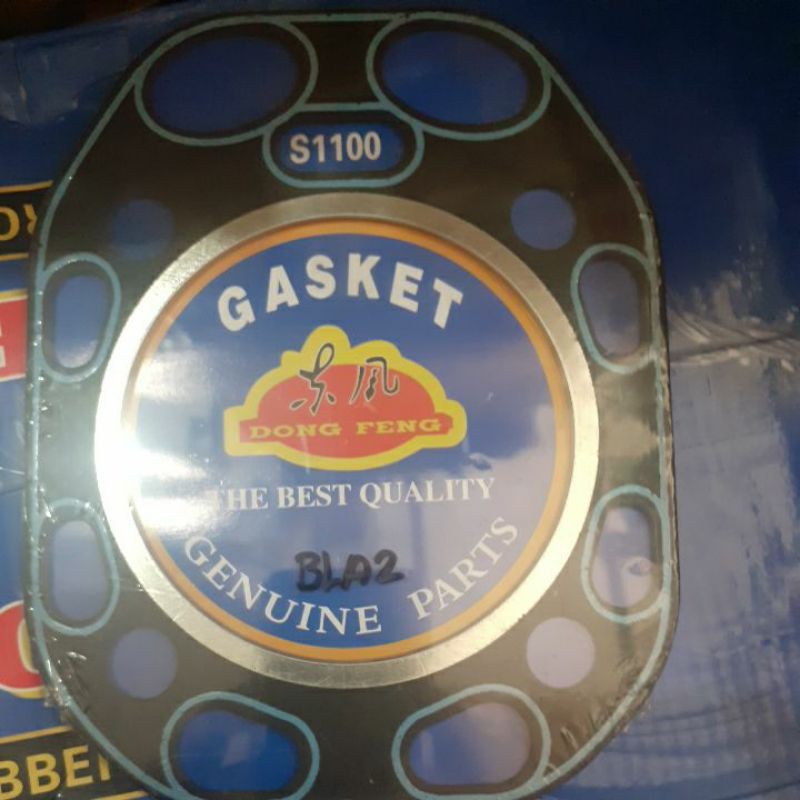 S1100
GASKET
东风
DONG FENG
THE BEST QUALITY
BLA2
GENUINE PARTS